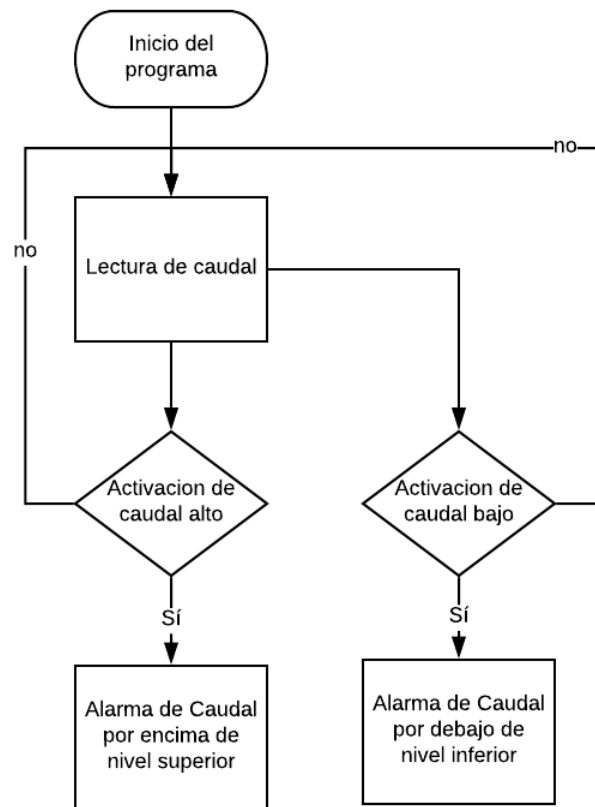 Inicio del
programa
no
no
Lectura de caudal
Activacion de
caudal alto
Activacion de
caudal bajo
Sí
Sí
Alarma de Caudal
por encima de
nivel superior
Alarma de Caudal
por debajo de
nivel inferior